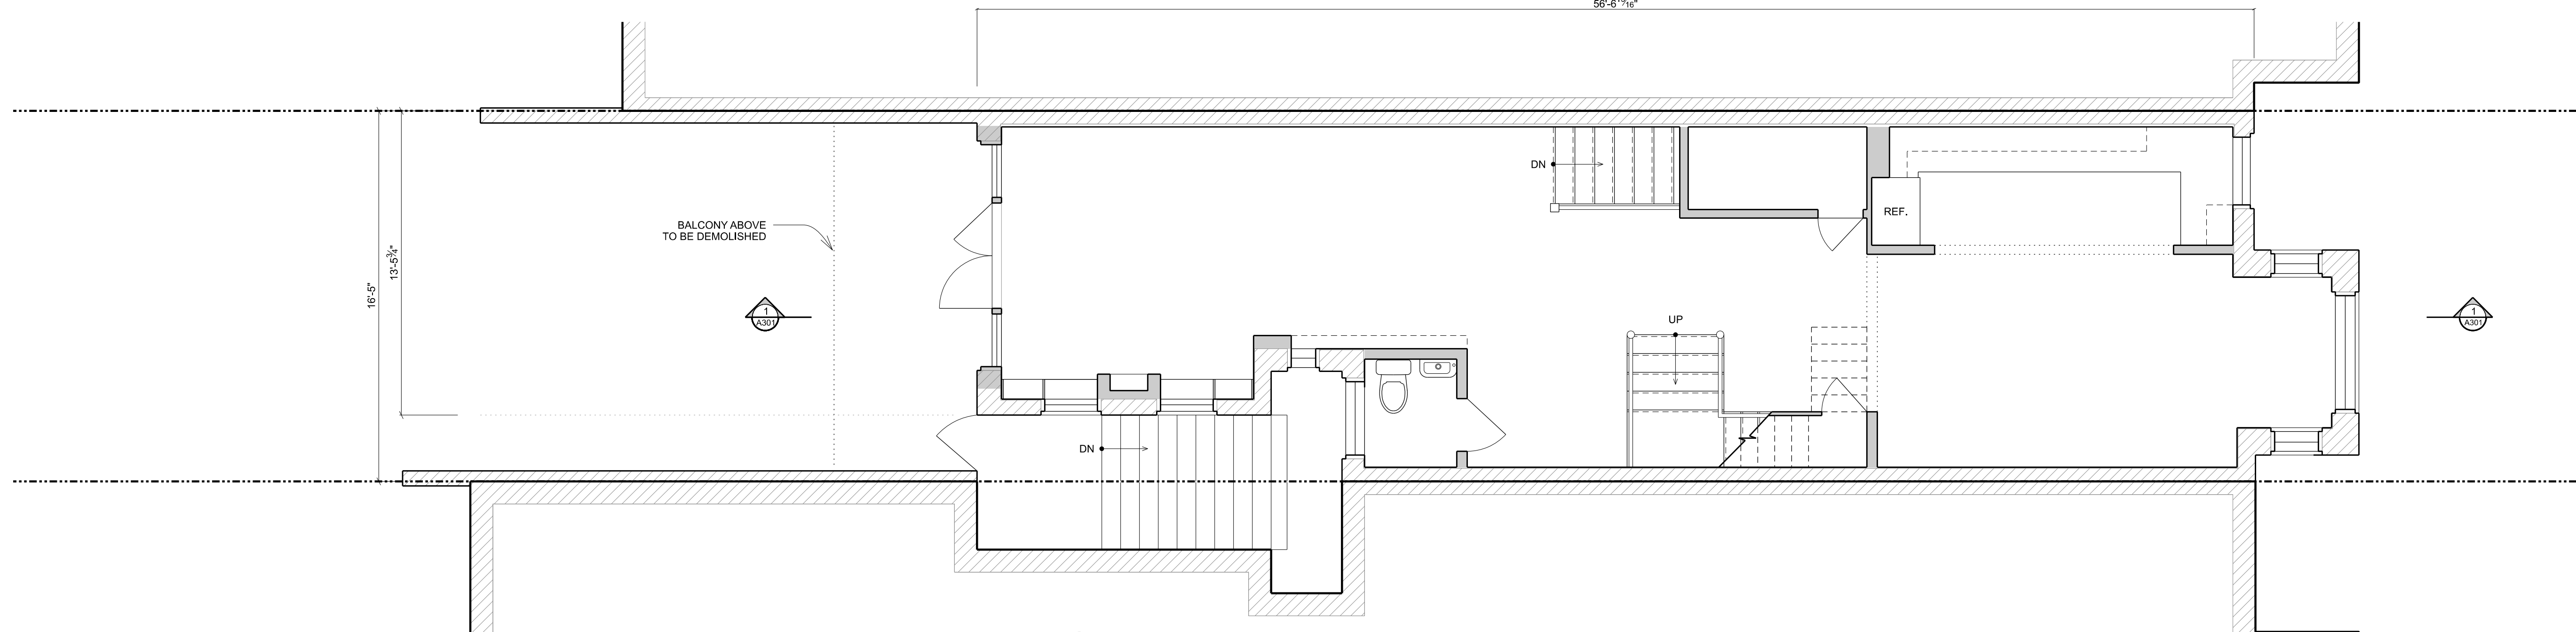 56'-6 15/16"
BALCONY ABOVE
TO BE DEMOLISHED
16'-5"
13'-5 3/4"
1
A301
DN
REF.
UP
DN
1
A301